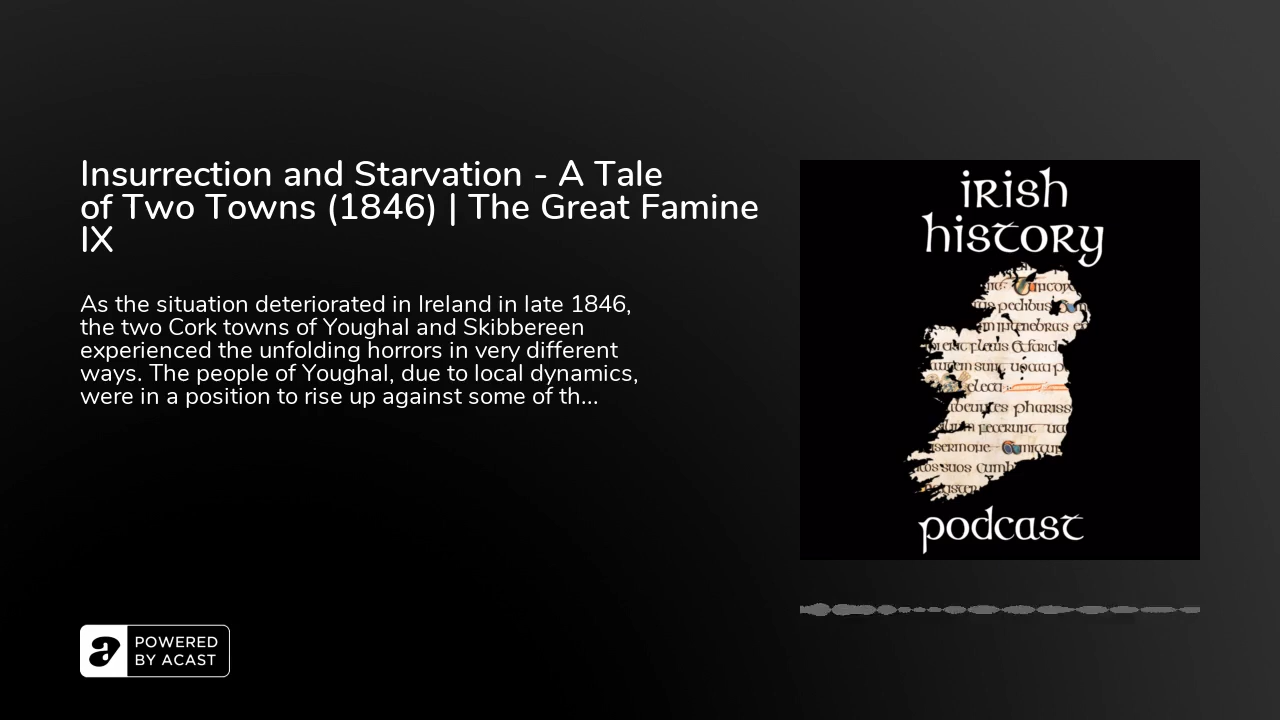 Insurrection and Starvation - A Tale
of Two Towns (1846) | The Great Famine
IX
As the situation deteriorated in Ireland in late 1846,
the two Cork towns of Youghal and Skibbereen
experienced the unfolding horrors in very different
ways. The people of Youghal, due to local dynamics,
were in a position to rise up against some of th...
irish
history
podcast
POWERED
BY ACAST